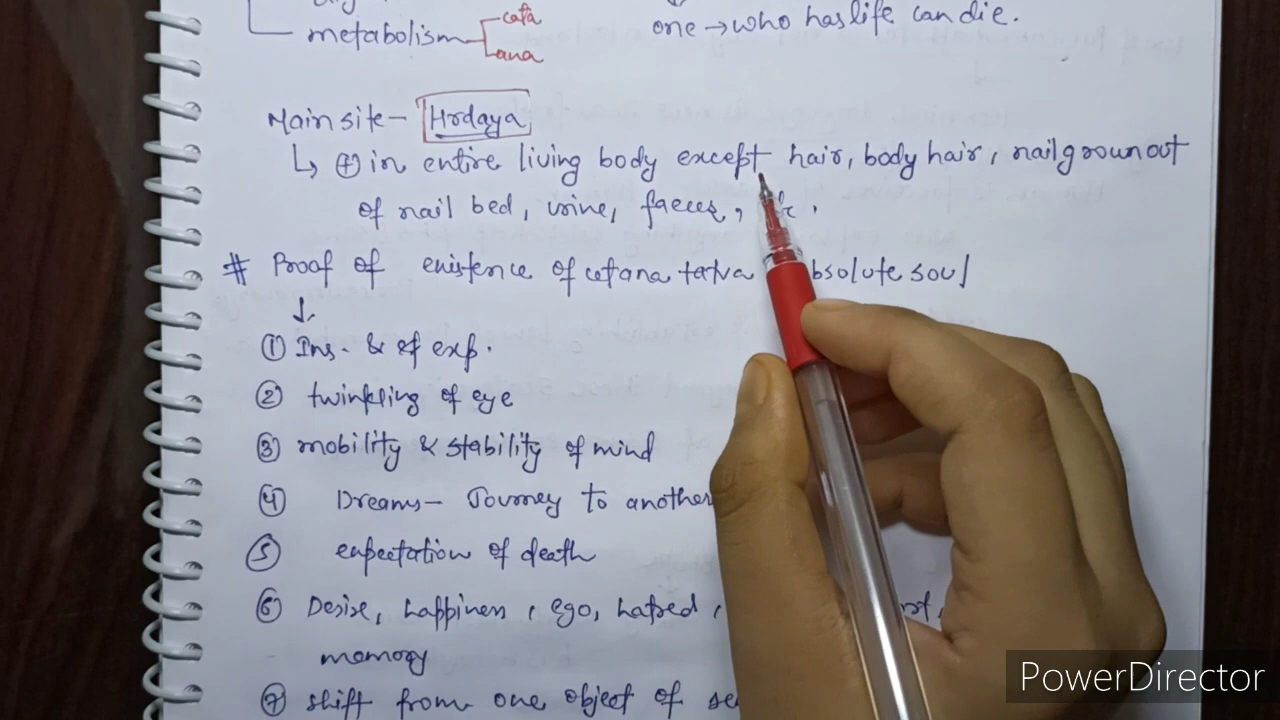 metabolism
cata
ana
one → who has life can die.
Main site - Hrdaya
↳ ⊕ in entire living body except hair, body hair, nail grown out
of nail bed, urine, faeces,
# Proof of existence of cetana tatva absolute soul
↓
① Ins. & of exp.
② twinkling of eye
③ mobility & stability of mind
④ Dreams - Journey to another
⑤ expectation of death
⑥ Desire, happiness, ego, hatred,
memory
⑦ shift from one object of
PowerDirector